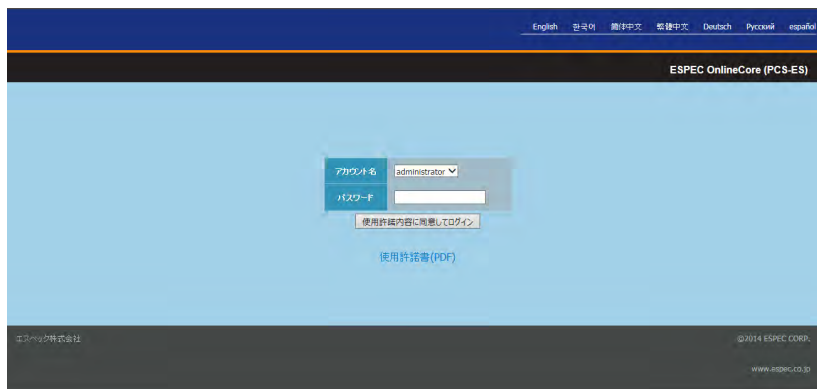 English 한국어 簡体中文 繁體中文 Deutsch Русский español
ESPEC OnlineCore (PCS-ES)
アカウント名 administrator
パスワード
使用許諾内容に同意してログイン
使用許諾書(PDF)
エスペック株式会社 ©2014 ESPEC CORP.
www.espec.co.jp